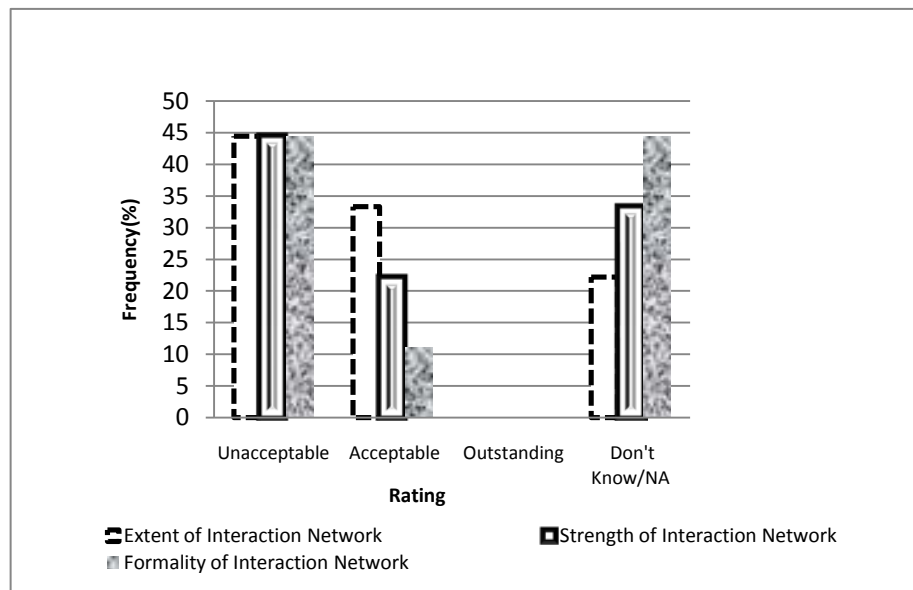 50
45
40
35
30
25
20
15
10
5
0
Frequency(%)
Unacceptable Acceptable Outstanding Don't
Know/NA
Rating
Extent of Interaction Network Strength of Interaction Network
Formality of Interaction Network